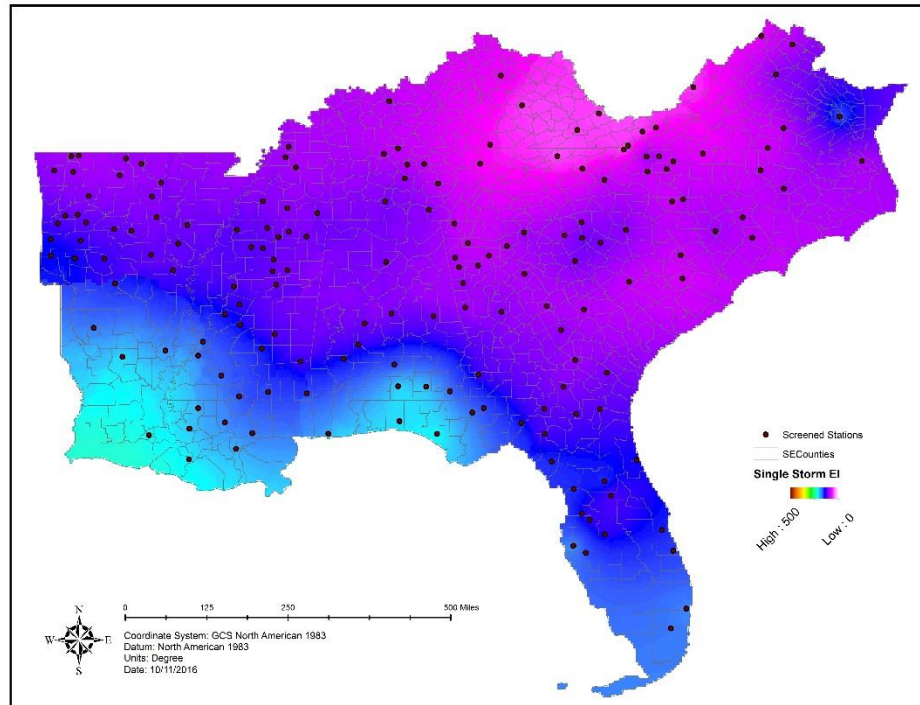 Screened Stations
SECounties
Single Storm EI
High : 500
Low : 0
0 125 250 500 Miles
N
W E
S
Coordinate System: GCS North American 1983
Datum: North American 1983
Units: Degree
Date: 10/11/2016